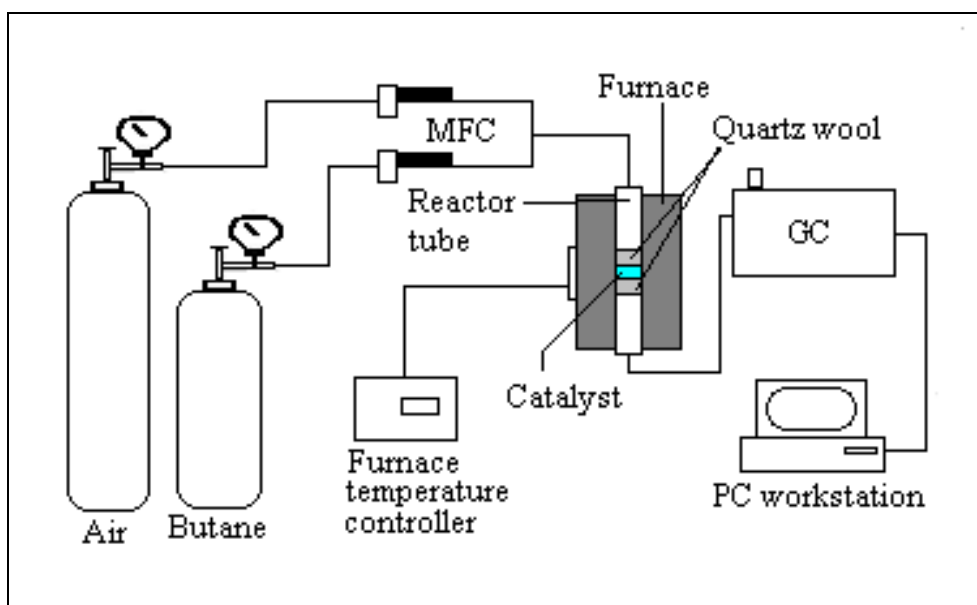 Furnace
MFC
Quartz wool
Reactor
tube
GC
Catalyst
Furnace
temperature
controller
PC workstation
Air
Butane